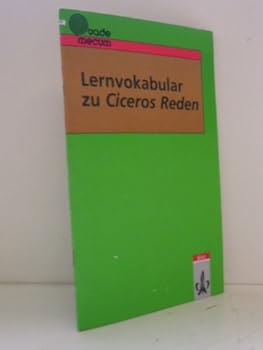 vade
mecum
Lernvokabular
zu Ciceros Reden